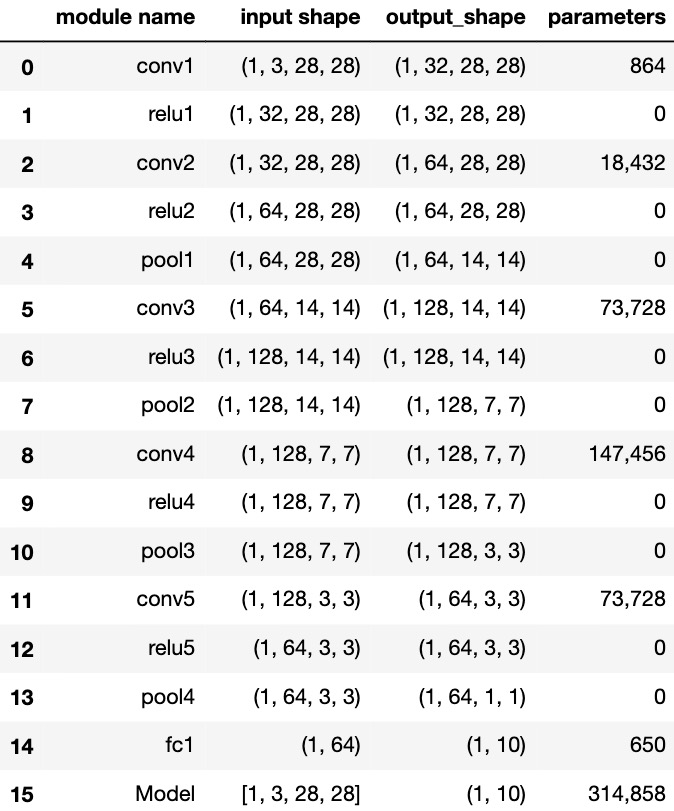 module name input shape output_shape parameters
0 conv1 (1, 3, 28, 28) (1, 32, 28, 28) 864
1 relu1 (1, 32, 28, 28) (1, 32, 28, 28) 0
2 conv2 (1, 32, 28, 28) (1, 64, 28, 28) 18,432
3 relu2 (1, 64, 28, 28) (1, 64, 28, 28) 0
4 pool1 (1, 64, 28, 28) (1, 64, 14, 14) 0
5 conv3 (1, 64, 14, 14) (1, 128, 14, 14) 73,728
6 relu3 (1, 128, 14, 14) (1, 128, 14, 14) 0
7 pool2 (1, 128, 14, 14) (1, 128, 7, 7) 0
8 conv4 (1, 128, 7, 7) (1, 128, 7, 7) 147,456
9 relu4 (1, 128, 7, 7) (1, 128, 7, 7) 0
10 pool3 (1, 128, 7, 7) (1, 128, 3, 3) 0
11 conv5 (1, 128, 3, 3) (1, 64, 3, 3) 73,728
12 relu5 (1, 64, 3, 3) (1, 64, 3, 3) 0
13 pool4 (1, 64, 3, 3) (1, 64, 1, 1) 0
14 fc1 (1, 64) (1, 10) 650
15 Model [1, 3, 28, 28] (1, 10) 314,858